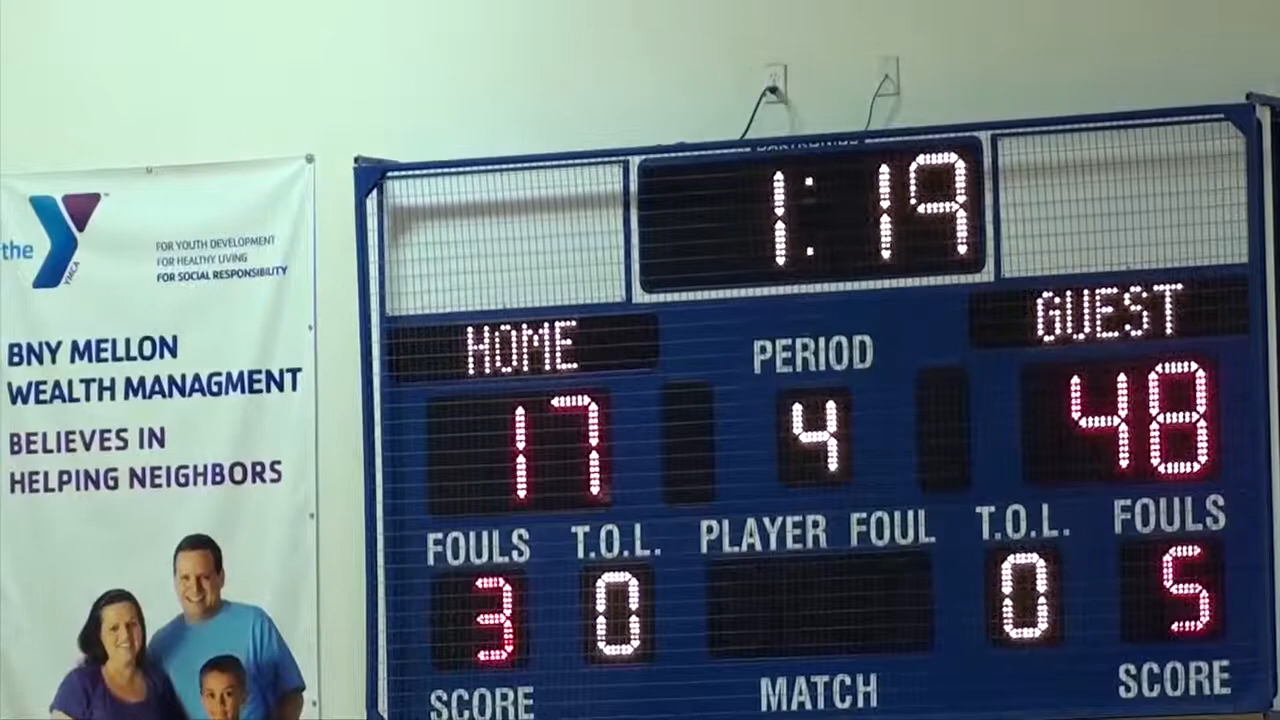 the
YMCA
FOR YOUTH DEVELOPMENT
FOR HEALTHY LIVING
FOR SOCIAL RESPONSIBILITY
BNY MELLON
WEALTH MANAGMENT
BELIEVES IN
HELPING NEIGHBORS
1:19
HOME
GUEST
PERIOD
17
4
48
FOULS
T.O.L.
PLAYER FOUL
T.O.L.
FOULS
3
0
0
5
SCORE
MATCH
SCORE